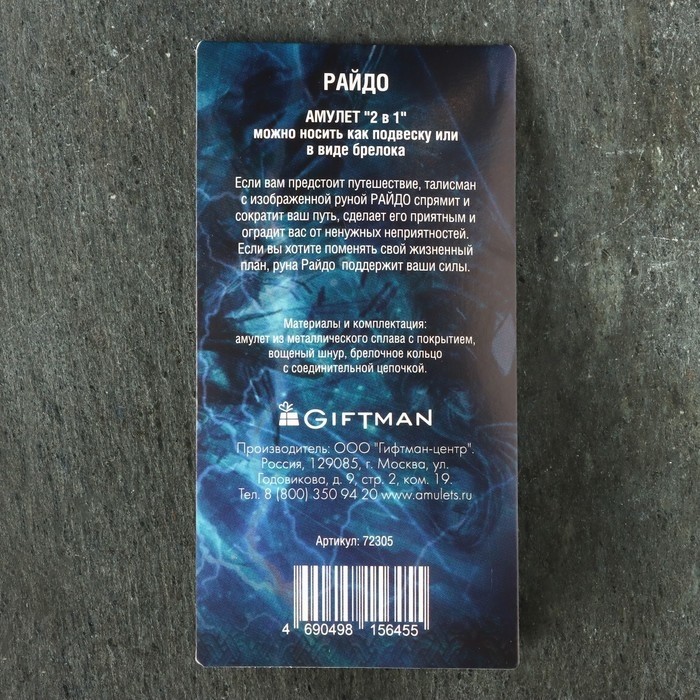 РАЙДО
АМУЛЕТ "2 в 1"
можно носить как подвеску или
в виде брелока
Если вам предстоит путешествие, талисман
с изображенной руной РАЙДО спрямит и
сократит ваш путь, сделает его приятным и
оградит вас от ненужных неприятностей.
Если вы хотите поменять свой жизненный
план, руна Райдо поддержит ваши силы.
Материалы и комплектация:
амулет из металлического сплава с покрытием,
вощеный шнур, брелочное кольцо
с соединительной цепочкой.
GIFTMAN
Производитель: ООО "Гифтман-центр".
Россия, 129085, г. Москва, ул.
Годовикова, д. 9, стр. 2, ком. 19.
Тел. 8 (800) 350 94 20 www.amulets.ru
Артикул: 72305
4 690498 156455